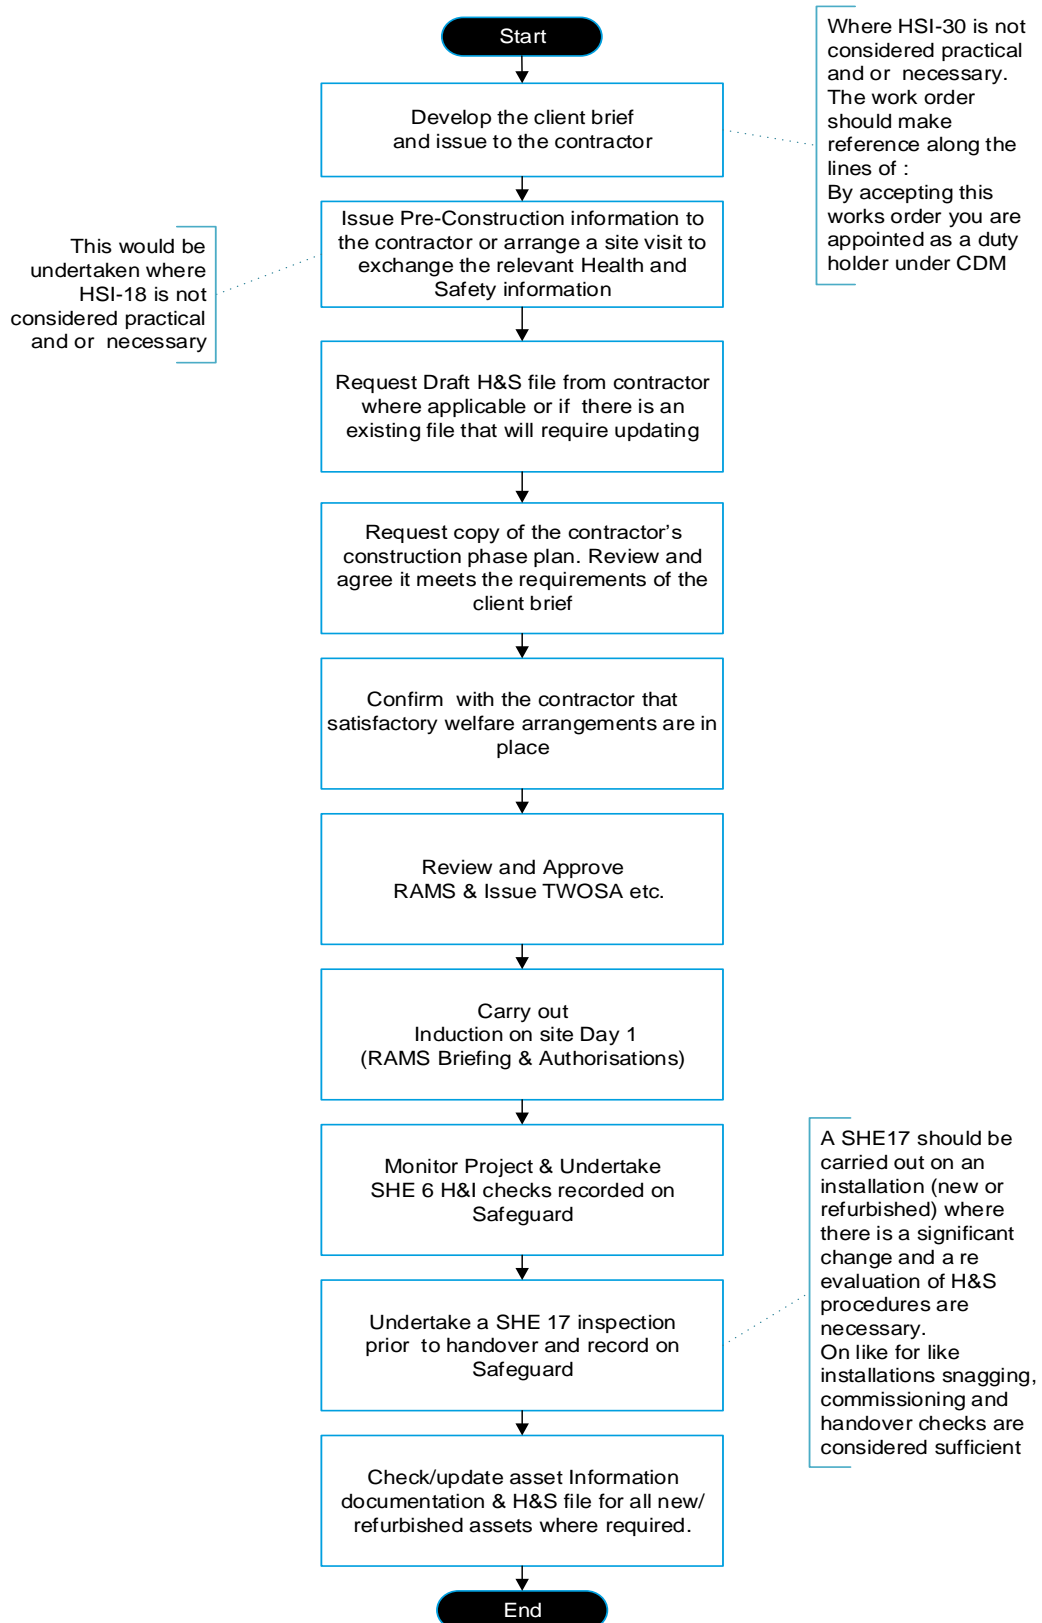 Start
Where HSI-30 is not
considered practical
and or  necessary.
The work order
should make
reference along the
lines of :
By accepting this
works order you are
appointed as a duty
holder under CDM
Develop the client brief
and issue to the contractor
Issue Pre-Construction information to
the contractor or arrange a site visit to
exchange the relevant Health and
Safety information
This would be
undertaken where
HSI-18 is not
considered practical
and or  necessary
Request Draft H&S file from contractor
where applicable or if  there is an
existing file that will require updating
Request copy of the contractor’s
construction phase plan. Review and
agree it meets the requirements of the
client brief
Confirm  with the contractor that
satisfactory welfare arrangements are in
place
Review and Approve
RAMS & Issue TWOSA etc.
Carry out
Induction on site Day 1
(RAMS Briefing & Authorisations)
Monitor Project & Undertake
SHE 6 H&I checks recorded on
Safeguard
Undertake a SHE 17 inspection
prior  to handover and record on
Safeguard
A SHE17 should be
carried out on an
installation (new or
refurbished) where
there is a significant
change and a re
evaluation of H&S
procedures are
necessary.
On like for like
installations snagging,
commissioning and
handover checks are
considered sufficient
Check/update asset Information
documentation & H&S file for all new/
refurbished assets where required.
End